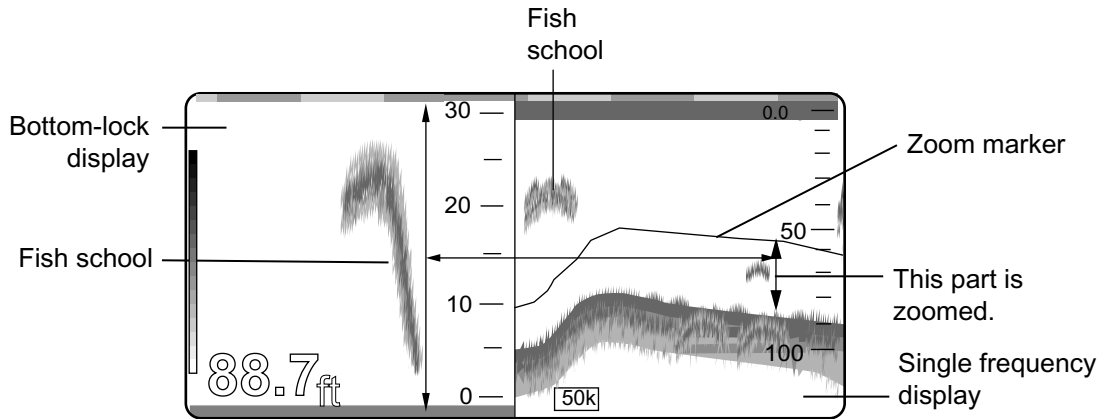 Fish
school
Bottom-lock
display
Fish school
30
20
10
0
88.7ft
0.0
50
100
50k
Zoom marker
This part is
zoomed.
Single frequency
display